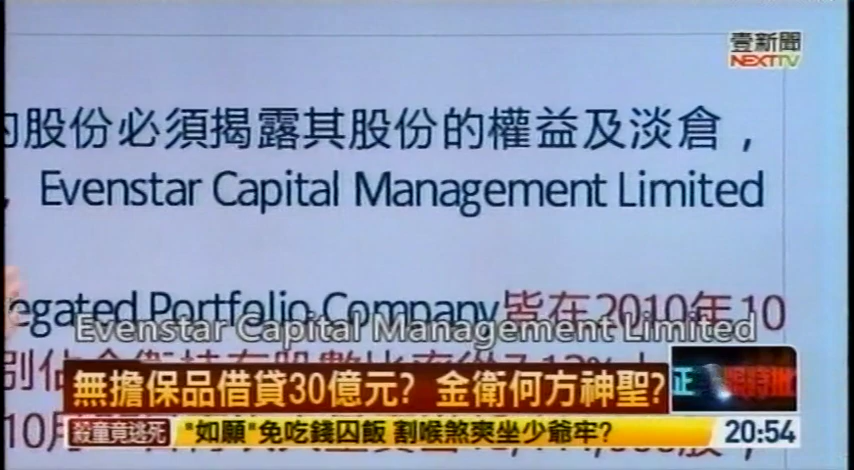 壹新聞
NEXTTV
的股份必須揭露其股份的權益及淡倉，
，Evenstar Capital Management Limited
egated Portfolio Company皆在2010年10
Evenstar Capital Management Limited
無擔保品借貸30億元? 金衛何方神聖?
10月
殺童竟逃死
"如願"免吃錢囚飯 割喉煞爽坐少爺牢?
20:54